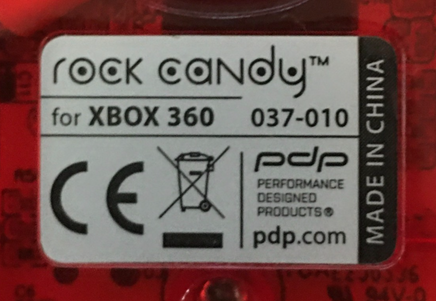 rock candy™
for XBOX 360 037-010
CE
pdp
PERFORMANCE
DESIGNED
PRODUCTS®
pdp.com
MADE IN CHINA